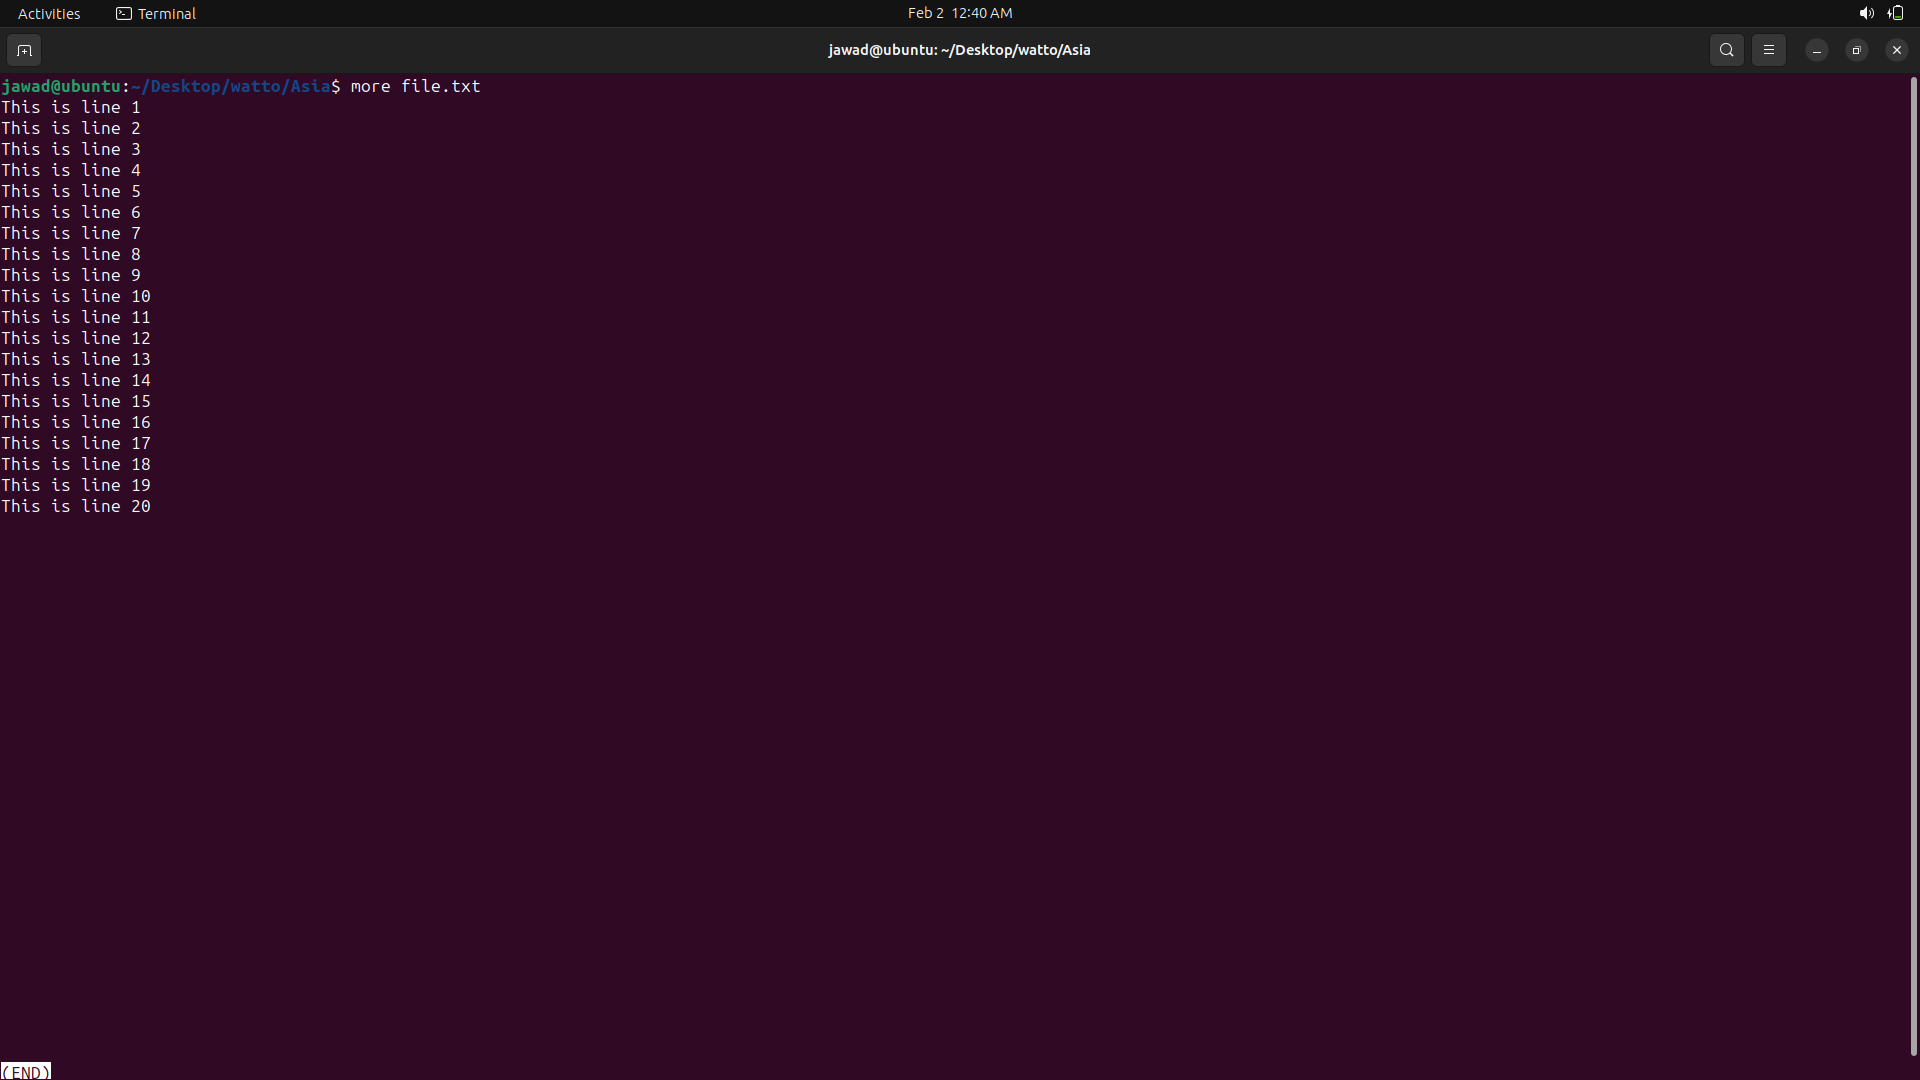 Activities Terminal Feb 2 12:40 AM
jawad@ubuntu: ~/Desktop/watto/Asia
jawad@ubuntu:~/Desktop/watto/Asia$ more file.txt
This is line 1
This is line 2
This is line 3
This is line 4
This is line 5
This is line 6
This is line 7
This is line 8
This is line 9
This is line 10
This is line 11
This is line 12
This is line 13
This is line 14
This is line 15
This is line 16
This is line 17
This is line 18
This is line 19
This is line 20
(END)